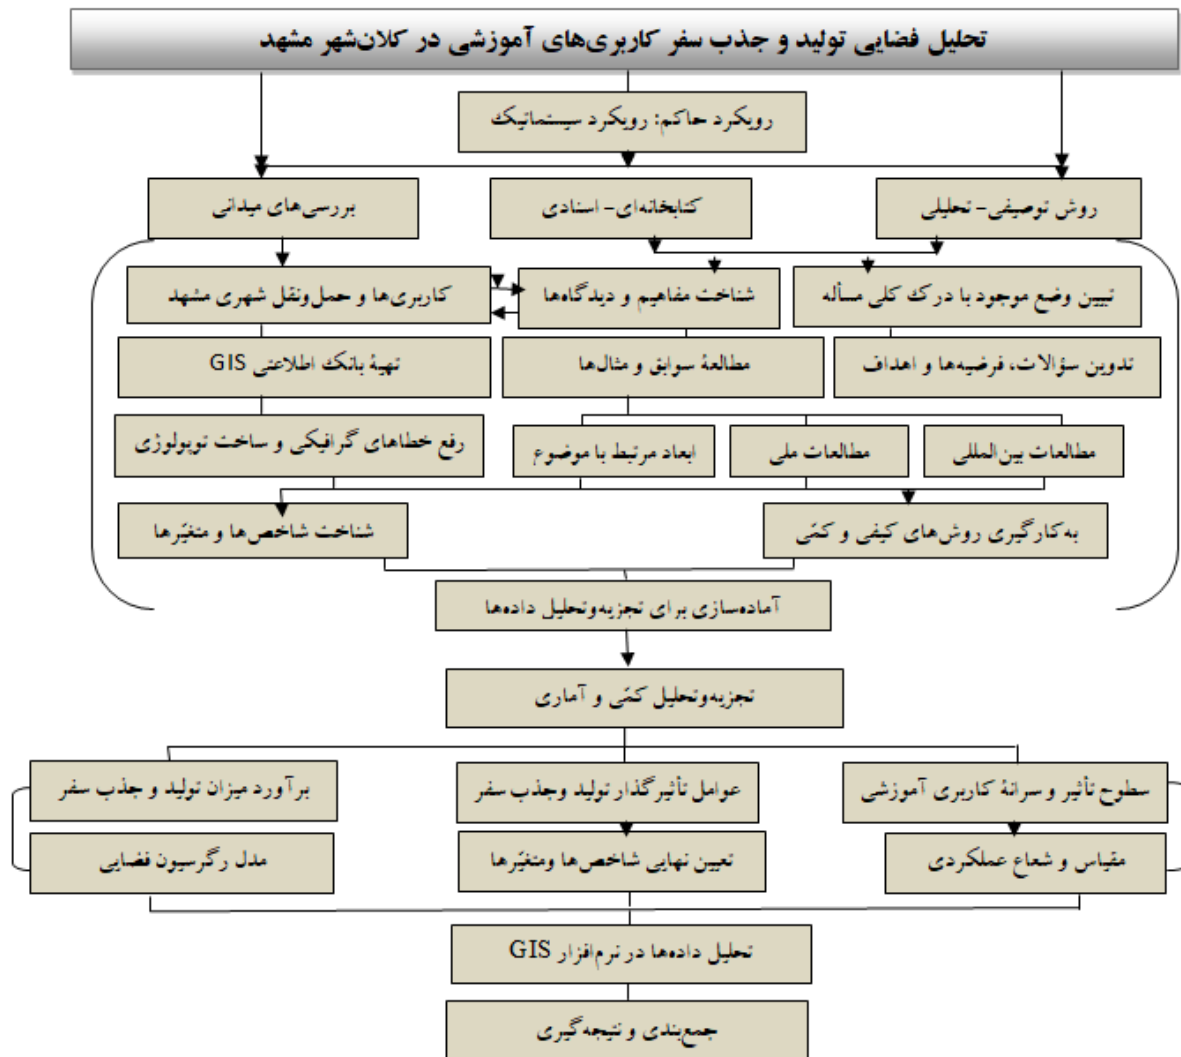 تحلیل فضایی تولید و جذب سفر کاربری‌های آموزشی در کلان‌شهر مشهد
رویکرد حاکم: رویکرد سیستماتیک
روش توصیفی- تحلیلی
کتابخانه‌ای- اسنادی
بررسی‌های میدانی
تبیین وضع موجود با درک کلی مسأله
شناخت مفاهیم و دیدگاه‌ها
کاربری‌ها و حمل‌ونقل شهری مشهد
تدوین سؤالات، فرضیه‌ها و اهداف
مطالعۀ سوابق و مثال‌ها
تهیۀ بانک اطلاعتی GIS
مطالعات بین‌المللی
مطالعات ملی
ابعاد مرتبط با موضوع
رفع خطاهای گرافیکی و ساخت توپولوژی
به‌کارگیری روش‌های کیفی و کمّی
شناخت شاخص‌ها و متغیّرها
آماده‌سازی برای تجزیه‌وتحلیل داده‌ها
تجزیه‌وتحلیل کمّی و آماری
سطوح تأثیر و سرانۀ کاربری آموزشی
عوامل تأثیرگذار تولید وجذب سفر
برآورد میزان تولید و جذب سفر
مقیاس و شعاع عملکردی
تعیین نهایی شاخص‌ها ومتغیّرها
مدل رگرسیون فضایی
تحلیل داده‌ها در نرم‌افزار GIS
جمع‌بندی و نتیجه‌گیری